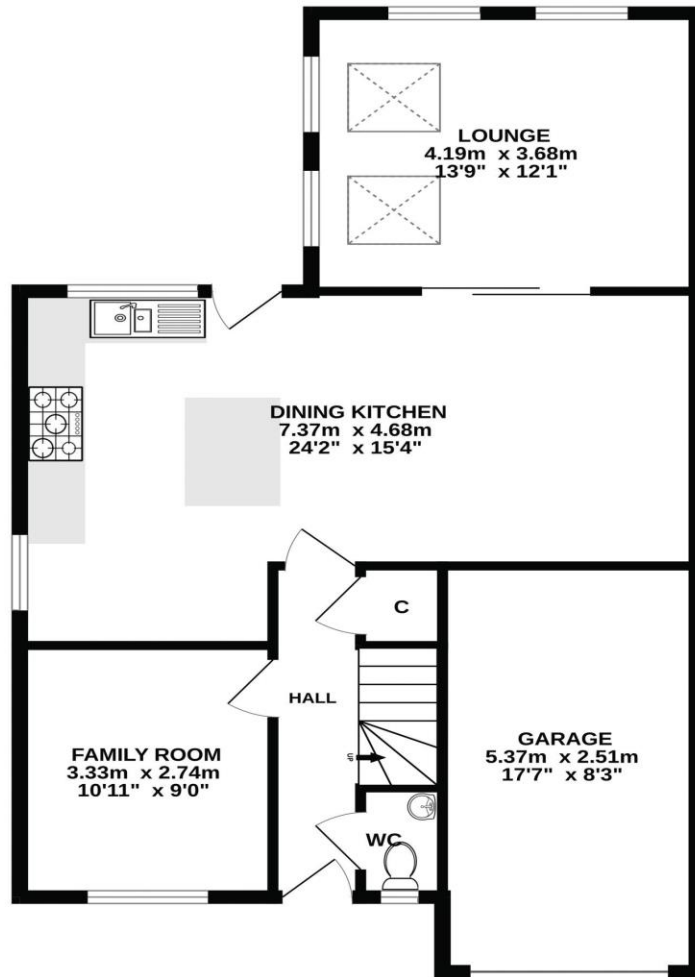 LOUNGE
4.19m x 3.68m
13'9" x 12'1"
DINING KITCHEN
7.37m x 4.68m
24'2" x 15'4"
C
HALL
FAMILY ROOM
3.33m x 2.74m
10'11" x 9'0"
UP
WC
GARAGE
5.37m x 2.51m
17'7" x 8'3"